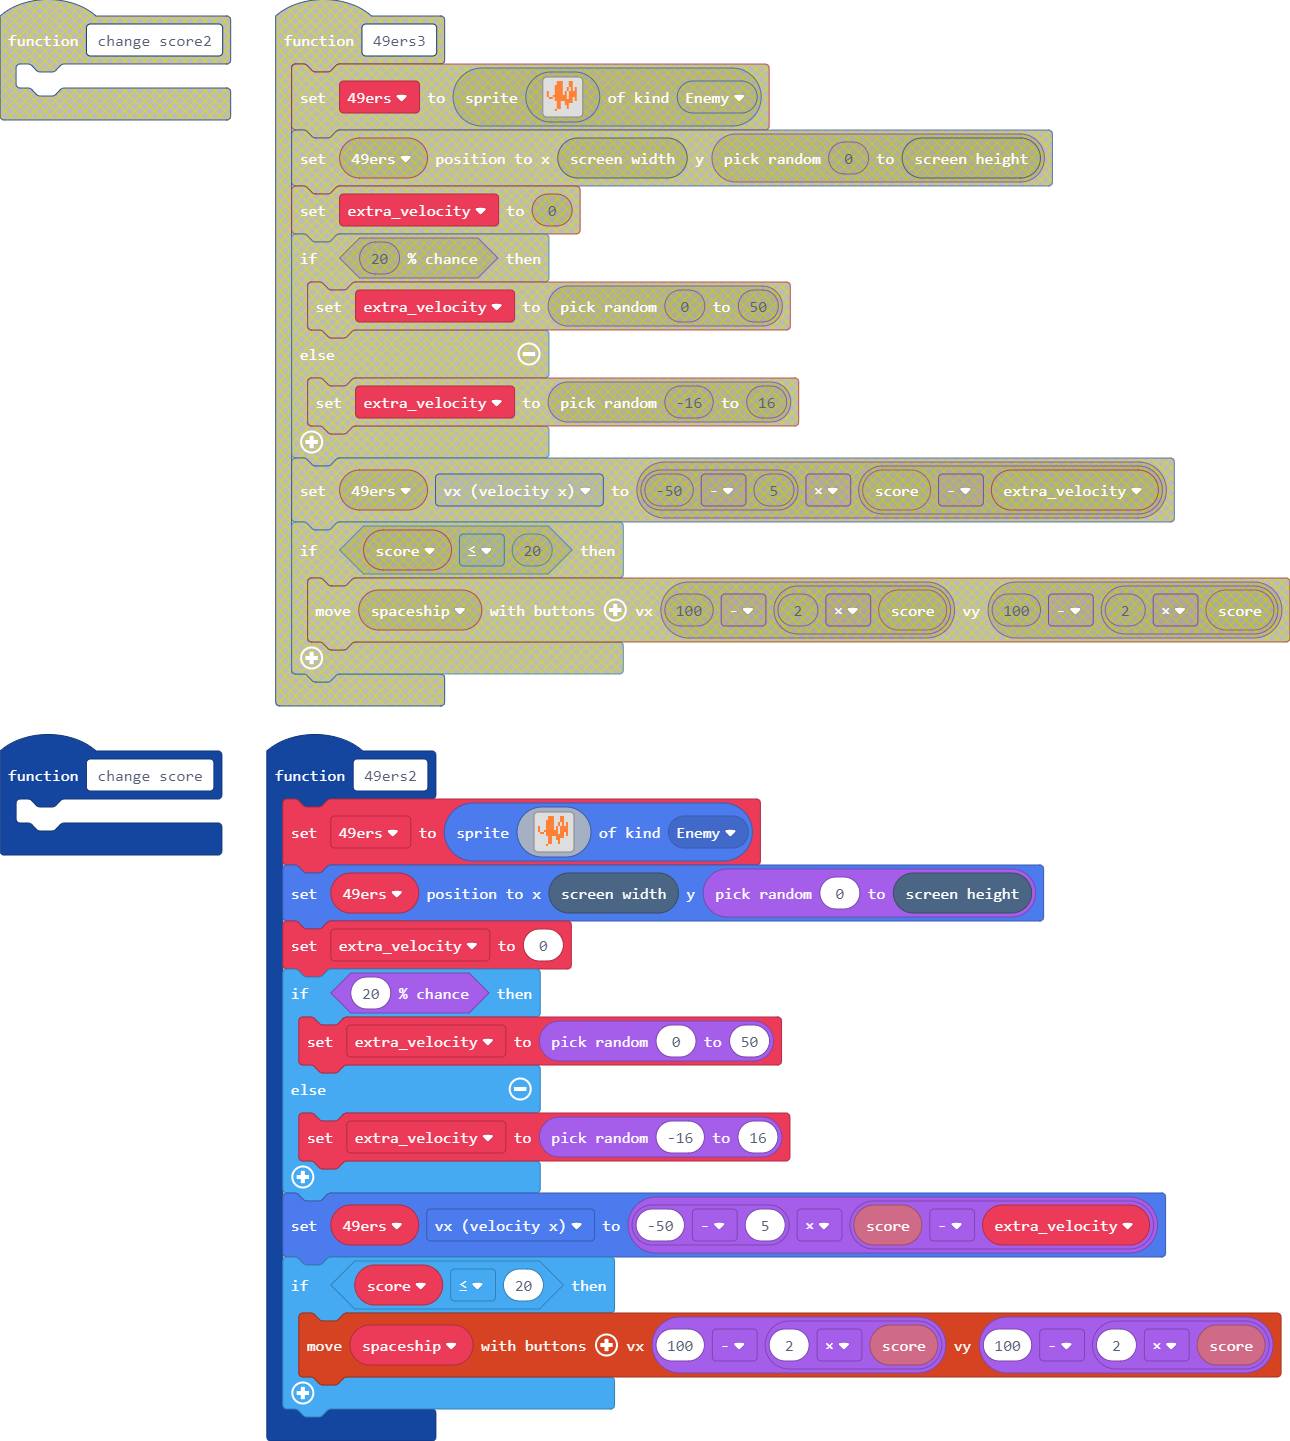 function change score2
function 49ers3
set 49ers to sprite of kind Enemy
set 49ers position to x screen width y pick random 0 to screen height
set extra_velocity to 0
if 20 % chance then
set extra_velocity to pick random 0 to 50
else
set extra_velocity to pick random -16 to 16
set 49ers vx (velocity x) to -50 - 5 × score - extra_velocity
if score ≤ 20 then
move spaceship with buttons vx 100 - 2 × score vy 100 - 2 × score
function change score
function 49ers2
set 49ers to sprite of kind Enemy
set 49ers position to x screen width y pick random 0 to screen height
set extra_velocity to 0
if 20 % chance then
set extra_velocity to pick random 0 to 50
else
set extra_velocity to pick random -16 to 16
set 49ers vx (velocity x) to -50 - 5 × score - extra_velocity
if score ≤ 20 then
move spaceship with buttons vx 100 - 2 × score vy 100 - 2 × score